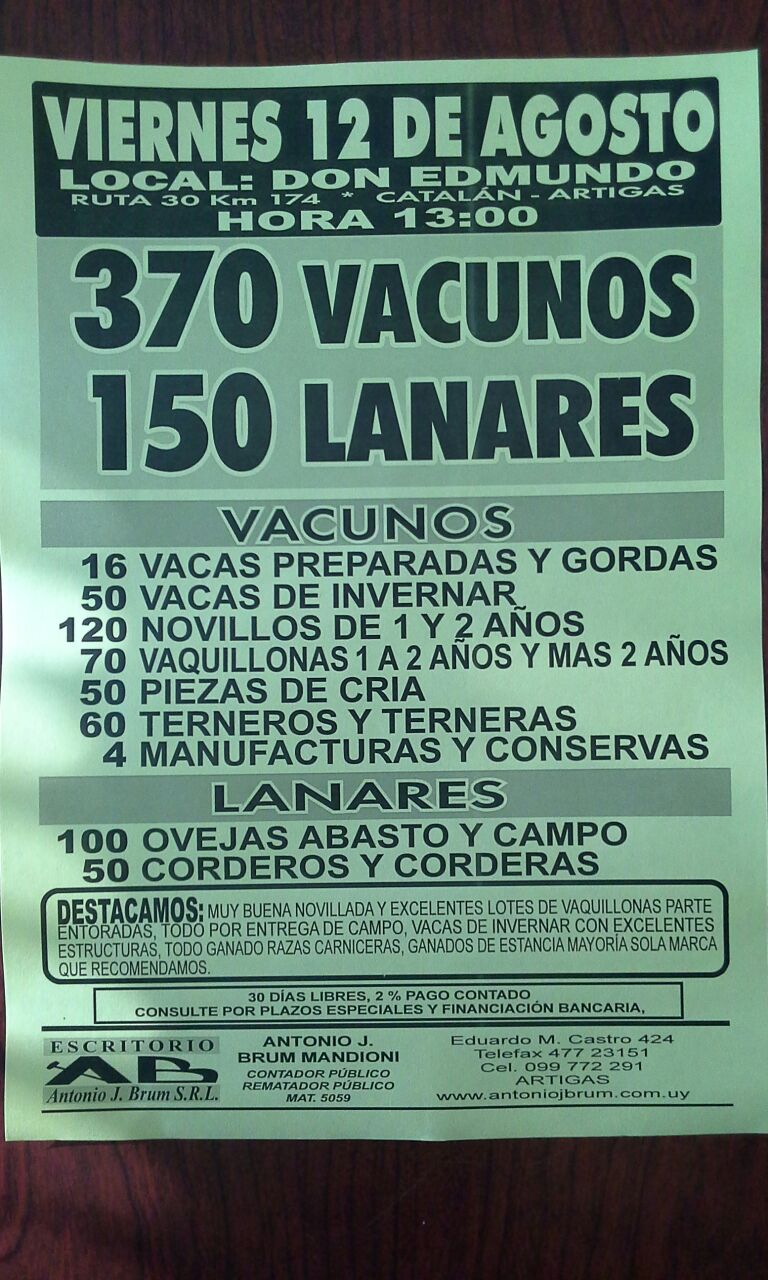 VIERNES 12 DE AGOSTO
LOCAL: DON EDMUNDO
RUTA 30 Km 174 * CATALÁN - ARTIGAS
HORA 13:00
370 VACUNOS
150 LANARES
VACUNOS
16 VACAS PREPARADAS Y GORDAS
50 VACAS DE INVERNAR
120 NOVILLOS DE 1 Y 2 AÑOS
70 VAQUILLONAS 1 A 2 AÑOS Y MAS 2 AÑOS
50 PIEZAS DE CRIA
60 TERNEROS Y TERNERAS
4 MANUFACTURAS Y CONSERVAS
LANARES
100 OVEJAS ABASTO Y CAMPO
50 CORDEROS Y CORDERAS
DESTACAMOS: MUY BUENA NOVILLADA Y EXCELENTES LOTES DE VAQUILLONAS PARTE
ENTORADAS, TODO POR ENTREGA DE CAMPO, VACAS DE INVERNAR CON EXCELENTES
ESTRUCTURAS, TODO GANADO RAZAS CARNICERAS, GANADOS DE ESTANCIA MAYORÍA SOLA MARCA
QUE RECOMENDAMOS.
30 DÍAS LIBRES, 2 % PAGO CONTADO
CONSULTE POR PLAZOS ESPECIALES Y FINANCIACIÓN BANCARIA,
ESCRITORIO
AB
Antonio J. Brum S.R.L.
ANTONIO J.
BRUM MANDIONI
CONTADOR PÚBLICO
REMATADOR PÚBLICO
MAT. 5059
Eduardo M. Castro 424
Telefax 477 23151
Cel. 099 772 291
ARTIGAS
www.antoniojbrum.com.uy